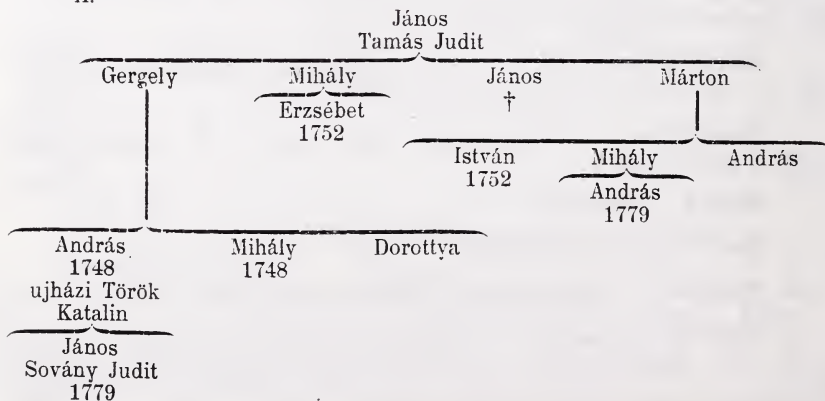 János
Tamás Judit
Gergely Mihály János Márton
Erzsébet †
1752
István Mihály András
1752 András
1779
András Mihály Dorottya
1748 1748
ujházi Török
Katalin
János
Sovány Judit
1779